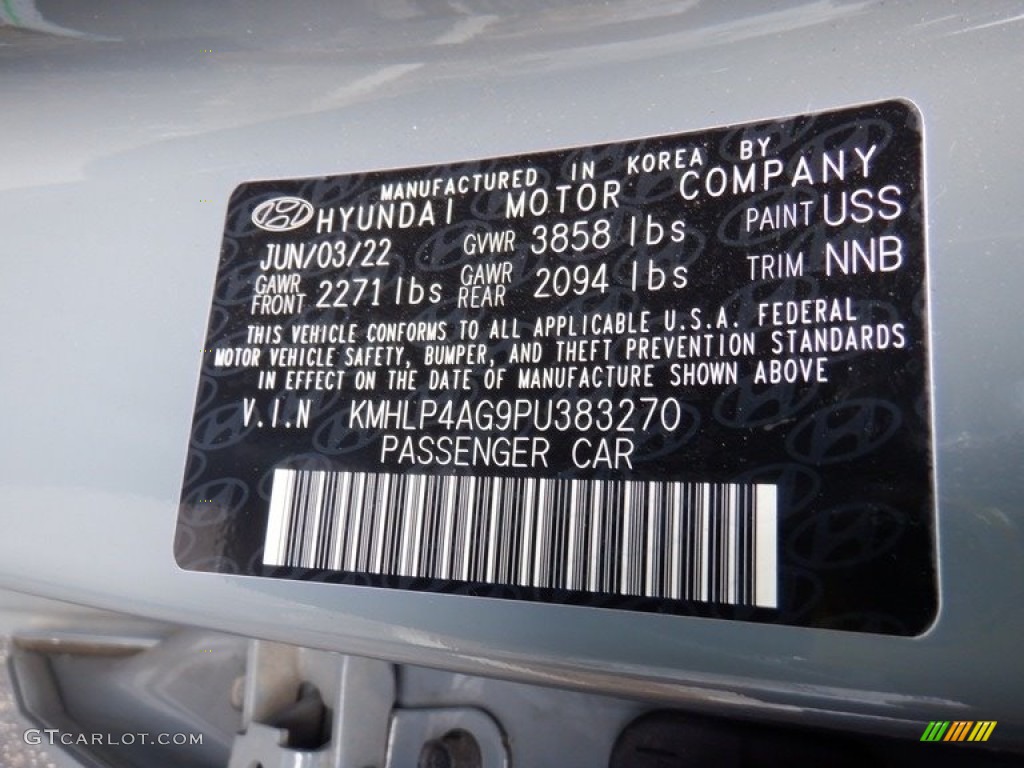 MANUFACTURED IN KOREA BY
HYUNDAI MOTOR COMPANY
JUN/03/22 GVWR 3858 lbs PAINT USS
GAWR FRONT 2271 lbs GAWR REAR 2094 lbs TRIM NNB
THIS VEHICLE CONFORMS TO ALL APPLICABLE U.S.A. FEDERAL
MOTOR VEHICLE SAFETY, BUMPER, AND THEFT PREVENTION STANDARDS
IN EFFECT ON THE DATE OF MANUFACTURE SHOWN ABOVE
V.I.N KMHLP4AG9PU383270
PASSENGER CAR
GTCARLOT.COM